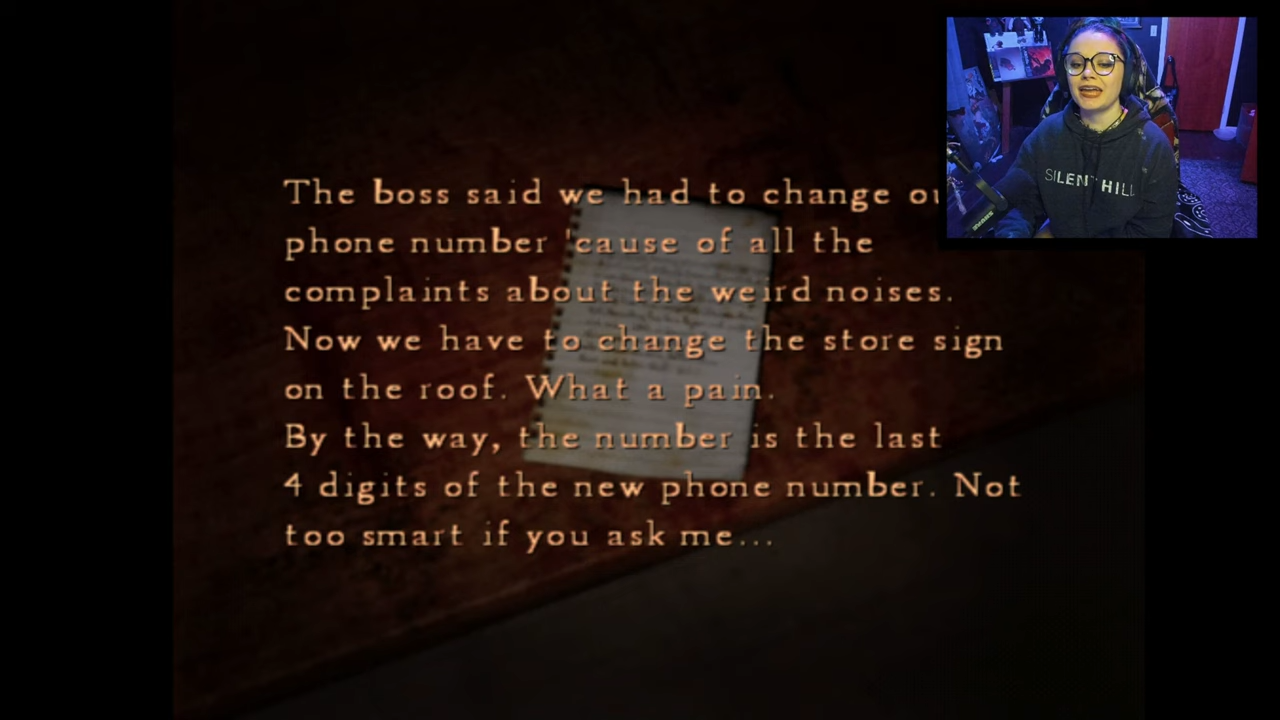 The boss said we had to change
phone number 'cause of all the
complaints about the weird noises.
Now we have to change the store sign
on the roof. What a pain.
By the way, the number is the last
4 digits of the new phone number. Not
too smart if you ask me...
SILENT HILL
SHURE